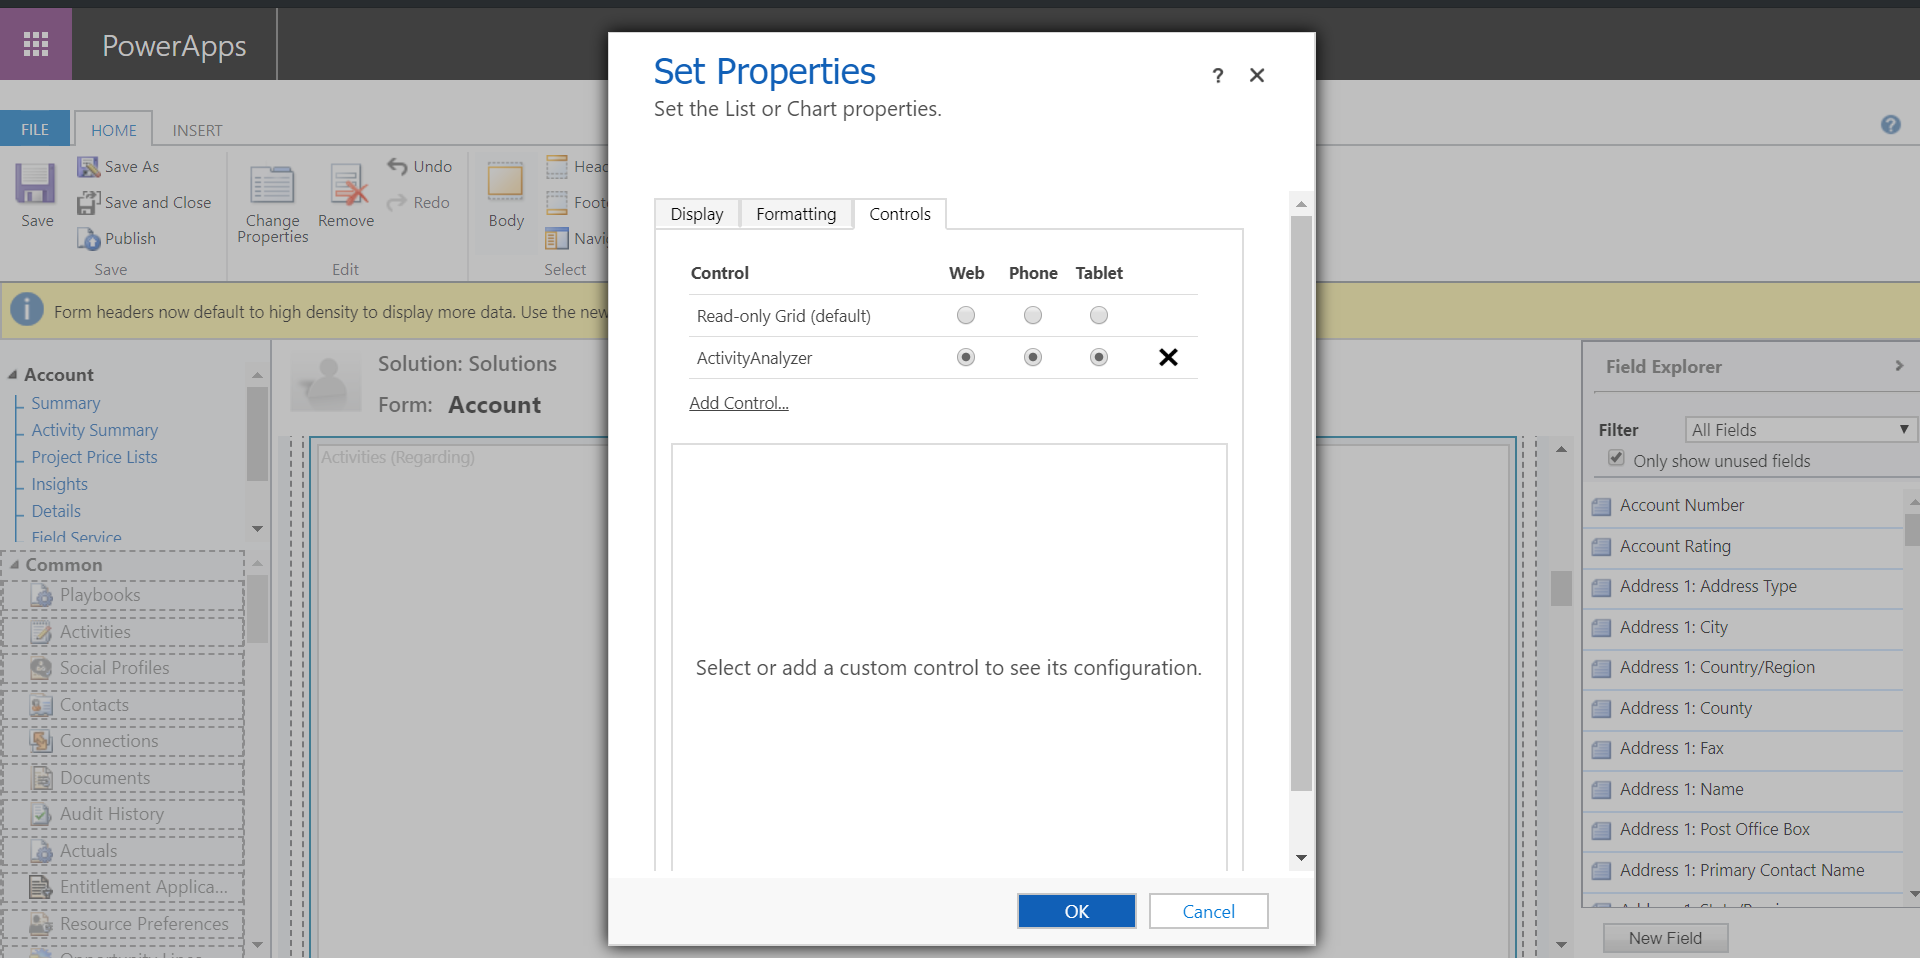 PowerApps
FILE
HOME
INSERT
Save
Save As
Save and Close
Publish
Save
Change
Properties
Remove
Undo
Redo
Edit
Body
Select
Form headers now default to high density to display more data. Use the new
Account
Summary
Activity Summary
Project Price Lists
Insights
Details
Field Service
Common
Playbooks
Activities
Social Profiles
Contacts
Connections
Documents
Audit History
Actuals
Entitlement Applica...
Resource Preferences
Solution: Solutions
Form: Account
Activities (Regarding)
Set Properties
Set the List or Chart properties.
?
Display
Formatting
Controls
Control Web Phone Tablet
Read-only Grid (default)
ActivityAnalyzer
Add Control...
Select or add a custom control to see its configuration.
OK
Cancel
?
Field Explorer
Filter
All Fields
Only show unused fields
Account Number
Account Rating
Address 1: Address Type
Address 1: City
Address 1: Country/Region
Address 1: County
Address 1: Fax
Address 1: Name
Address 1: Post Office Box
Address 1: Primary Contact Name
New Field